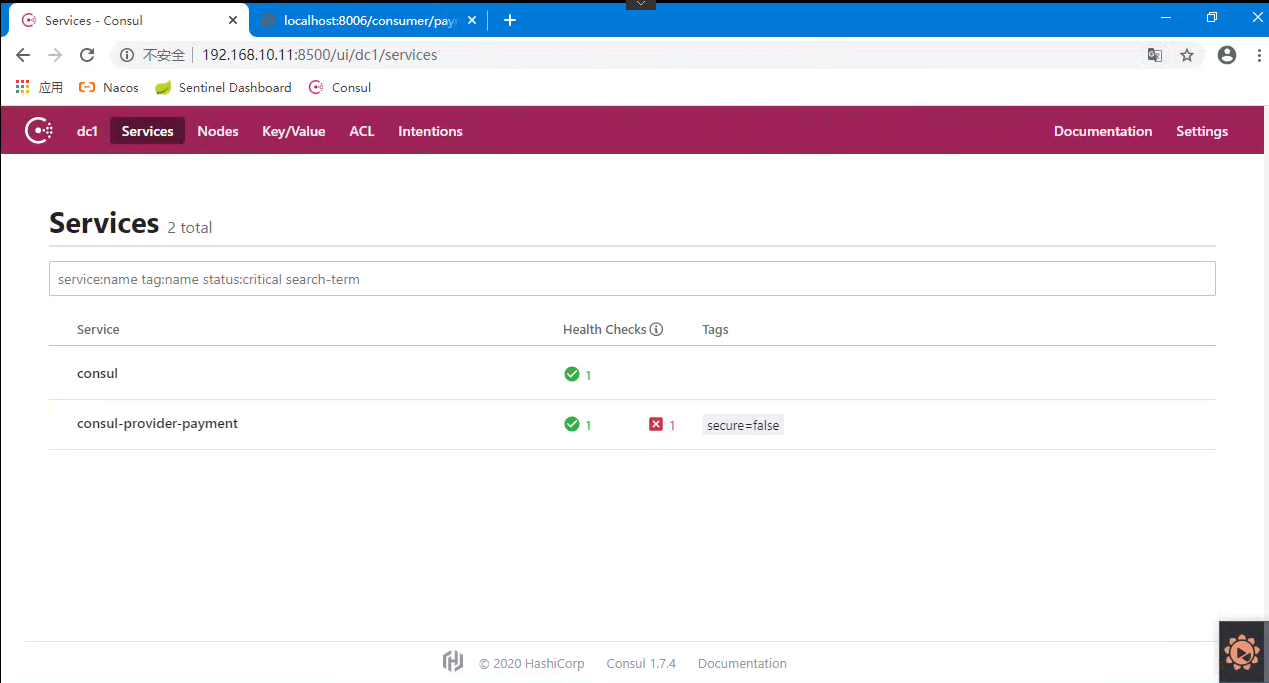 Services - Consul
localhost:8006/consumer/payr
不安全 192.168.10.11:8500/ui/dc1/services
应用 Nacos Sentinel Dashboard Consul
dc1 Services Nodes Key/Value ACL Intentions Documentation Settings
Services 2 total
service:name tag:name status:critical search-term
Service Health Checks Tags
consul 1
consul-provider-payment 1 1 secure=false
© 2020 HashiCorp Consul 1.7.4 Documentation